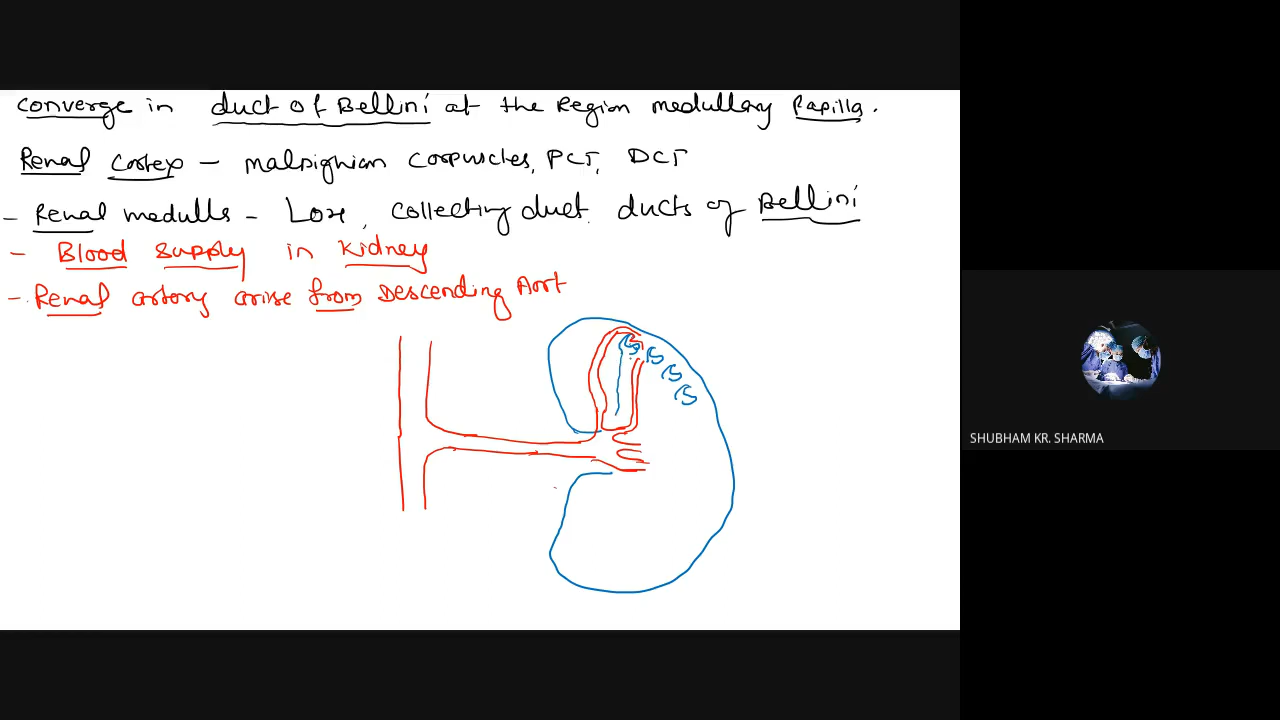 converge in duct of Bellini at the Region medullary Papilla.
Renal Cortex - malpighian Corpuscles, PCT, DCT
- Renal medulla - LOH, Collecting duct. ducts of Bellini
- Blood supply in kidney
- Renal artery arise from Descending Aort
SHUBHAM KR. SHARMA